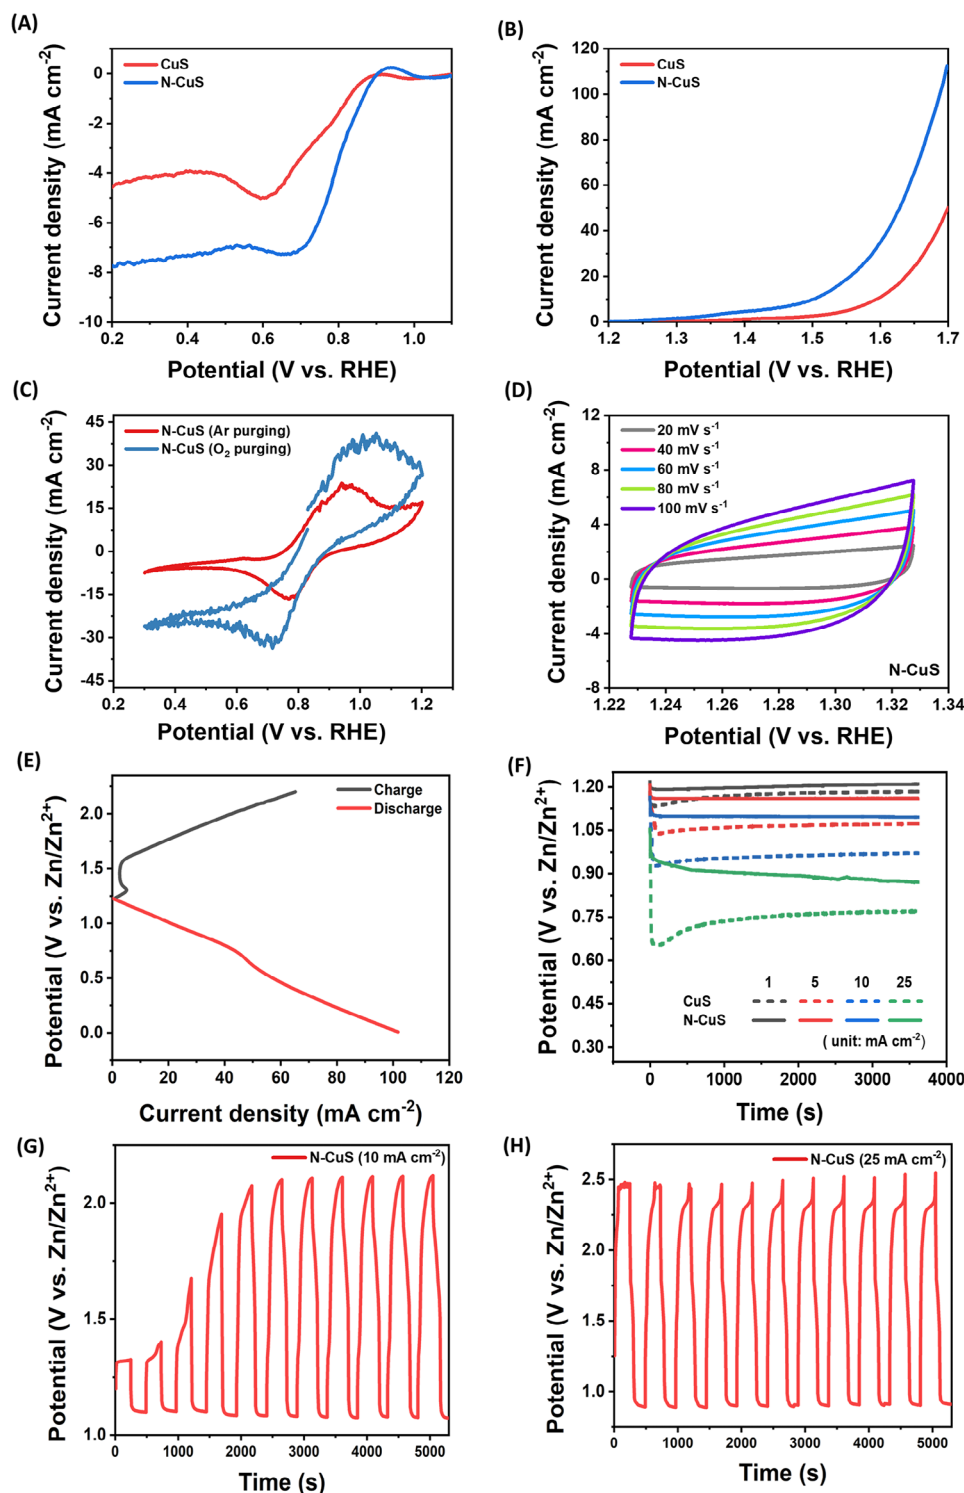 (A)
CuS
N-CuS
Current density (mA cm-2)
0
-2
-4
-6
-8
-10
0.2 0.4 0.6 0.8 1.0
Potential (V vs. RHE)
(B)
CuS
N-CuS
Current density (mA cm-2)
120
100
80
60
40
20
0
1.2 1.3 1.4 1.5 1.6 1.7
Potential (V vs. RHE)
(C)
N-CuS (Ar purging)
N-CuS (O2 purging)
Current density (mA cm-2)
45
30
15
0
-15
-30
-45
0.2 0.4 0.6 0.8 1.0 1.2
Potential (V vs. RHE)
(D)
20 mV s-1
40 mV s-1
60 mV s-1
80 mV s-1
100 mV s-1
N-CuS
Current density (mA cm-2)
12
8
4
0
-4
-8
1.22 1.24 1.26 1.28 1.30 1.32 1.34
Potential (V vs. RHE)
(E)
Charge
Discharge
Potential (V vs. Zn/Zn2+)
2.0
1.5
1.0
0.5
0.0
0 20 40 60 80 100 120
Current density (mA cm-2)
(F)
Potential (V vs. Zn/Zn2+)
1.20
1.05
0.90
0.75
0.60
0.45
0.30
1 5 10 25
CuS
N-CuS
( unit: mA cm-2)
0 1000 2000 3000 4000
Time (s)
(G)
N-CuS (10 mA cm-2)
Potential (V vs. Zn/Zn2+)
2.0
1.5
1.0
0 1000 2000 3000 4000 5000
Time (s)
(H)
N-CuS (25 mA cm-2)
Potential (V vs. Zn/Zn2+)
2.5
2.0
1.5
1.0
0 1000 2000 3000 4000 5000
Time (s)